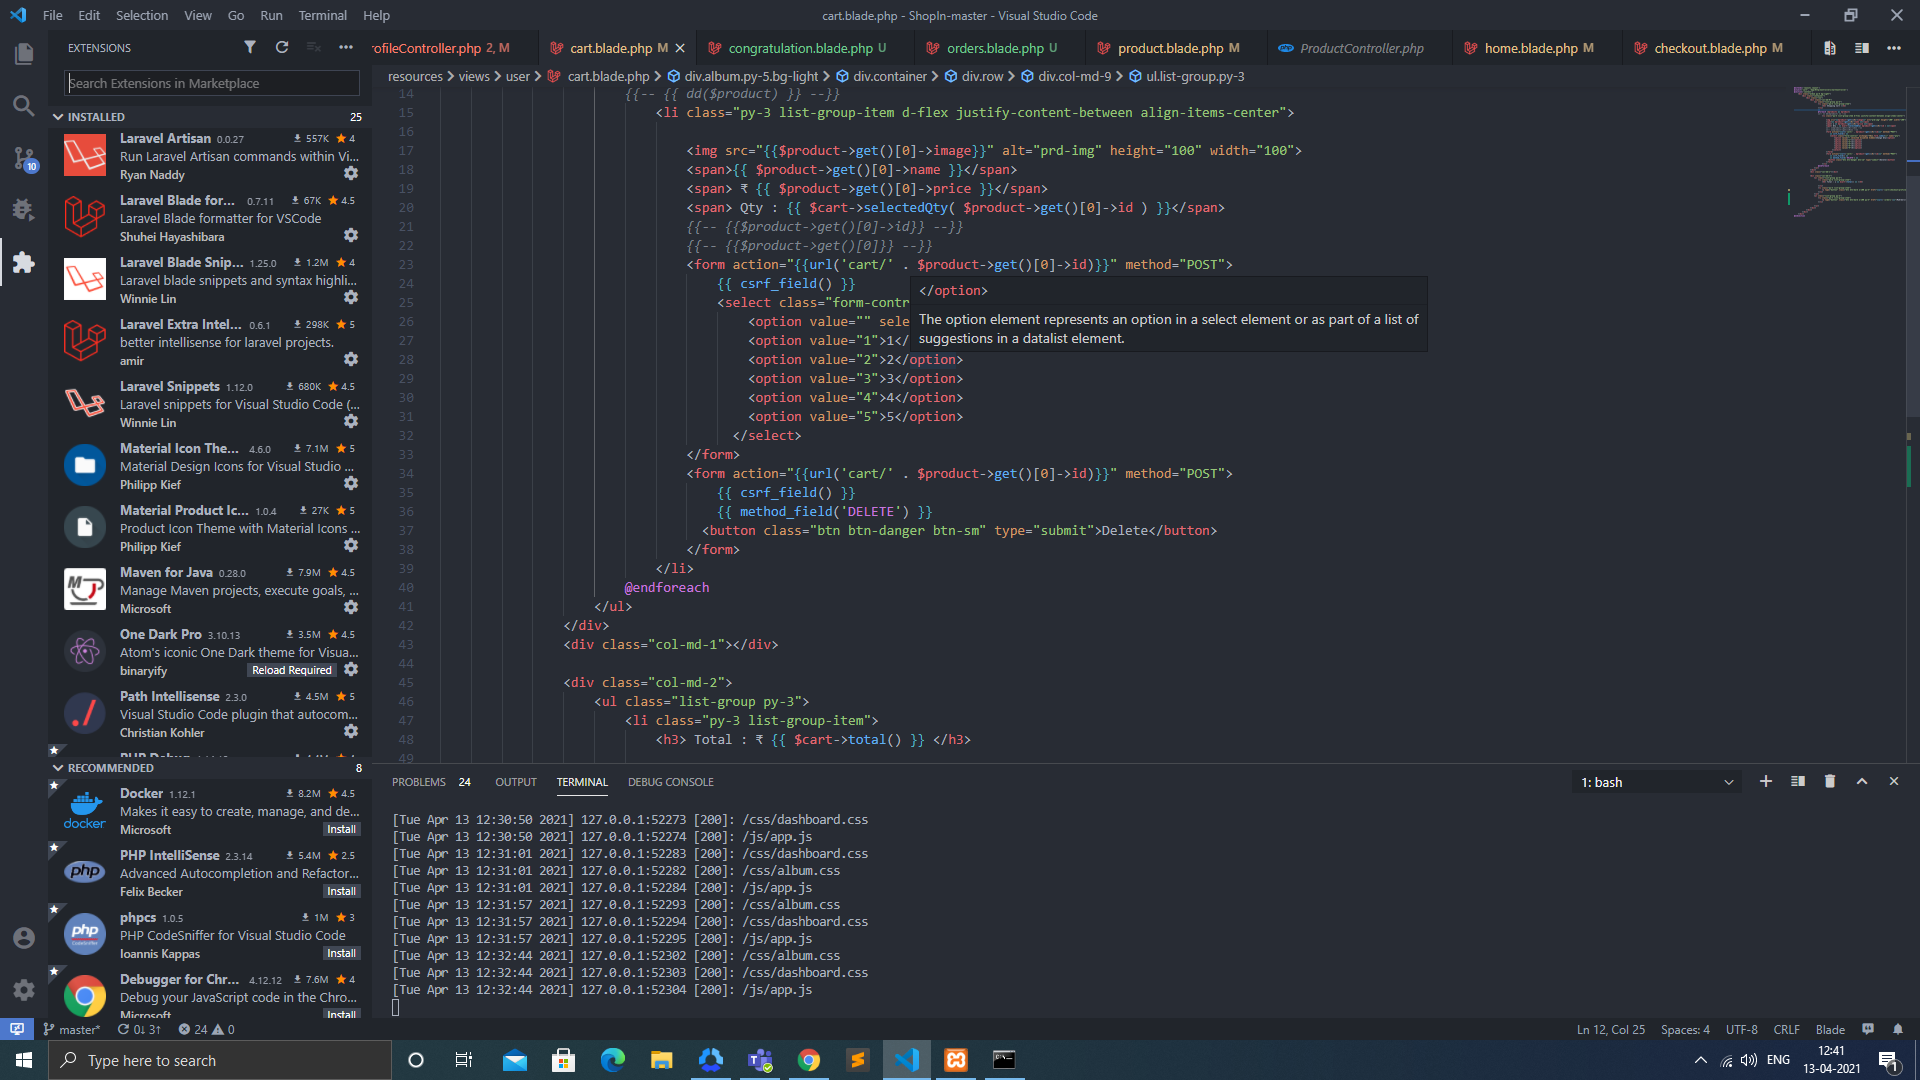 File Edit Selection View Go Run Terminal Help
cart.blade.php - ShopIn-master - Visual Studio Code
EXTENSIONS
rofileController.php 2, M
cart.blade.php M
congratulation.blade.php U
orders.blade.php U
product.blade.php M
ProductController.php
home.blade.php M
checkout.blade.php M
Search Extensions in Marketplace
resources > views > user > cart.blade.php > div.album.py-5.bg-light > div.container > div.row > div.col-md-9 > ul.list-group.py-3
INSTALLED 25
Laravel Artisan 0.0.27 557K 4
Run Laravel Artisan commands within Vi...
Ryan Naddy
Laravel Blade for... 0.7.11 67K 4.5
Laravel Blade formatter for VSCode
Shuhei Hayashibara
Laravel Blade Snip... 1.25.0 1.2M 4
Laravel blade snippets and syntax highli...
Winnie Lin
Laravel Extra Intel... 0.6.1 298K 5
better intellisense for laravel projects.
amir
Laravel Snippets 1.12.0 680K 4.5
Laravel snippets for Visual Studio Code (...
Winnie Lin
Material Icon The... 4.6.0 7.1M 5
Material Design Icons for Visual Studio ...
Philipp Kief
Material Product Ic... 1.0.4 27K 5
Product Icon Theme with Material Icons ...
Philipp Kief
Maven for Java 0.28.0 7.9M 4.5
Manage Maven projects, execute goals, ...
Microsoft
One Dark Pro 3.10.13 3.5M 4.5
Atom's iconic One Dark theme for Visua...
binaryify Reload Required
Path Intellisense 2.3.0 4.5M 5
Visual Studio Code plugin that autocom...
Christian Kohler
RECOMMENDED 8
Docker 1.12.1 8.2M 4.5
Makes it easy to create, manage, and de...
Microsoft Install
docker
PHP IntelliSense 2.3.14 5.4M 2.5
Advanced Autocompletion and Refactor...
Felix Becker Install
php
phpcs 1.0.5 1M 3
PHP CodeSniffer for Visual Studio Code
Ioannis Kappas Install
php
Debugger for Chr... 4.12.12 7.6M 4
Debug your JavaScript code in the Chro...
Microsoft Install
10
14 {{-- {{ dd($product) }} --}}
15 <li class="py-3 list-group-item d-flex justify-content-between align-items-center">
16
17 <img src="{{$product->get()[0]->image}}" alt="prd-img" height="100" width="100">
18 <span>{{ $product->get()[0]->name }}</span>
19 <span> ₹ {{ $product->get()[0]->price }}</span>
20 <span> Qty : {{ $cart->selectedQty( $product->get()[0]->id ) }}</span>
21 {{-- {{$product->get()[0]->id}} --}}
22 {{-- {{$product->get()[0]}} --}}
23 <form action="{{url('cart/' . $product->get()[0]->id)}}" method="POST">
24 {{ csrf_field() }}
25 <select class="form-contr
26 <option value="" sele
27 <option value="1">1</
28 <option value="2">2</option>
29 <option value="3">3</option>
30 <option value="4">4</option>
31 <option value="5">5</option>
32 </select>
33 </form>
34 <form action="{{url('cart/' . $product->get()[0]->id)}}" method="POST">
35 {{ csrf_field() }}
36 {{ method_field('DELETE') }}
37 <button class="btn btn-danger btn-sm" type="submit">Delete</button>
38 </form>
39 </li>
40 @endforeach
41 </ul>
42 </div>
43 <div class="col-md-1"></div>
44
45 <div class="col-md-2">
46 <ul class="list-group py-3">
47 <li class="py-3 list-group-item">
48 <h3> Total : ₹ {{ $cart->total() }} </h3>
49
</option>
The option element represents an option in a select element or as part of a list of
suggestions in a datalist element.
PROBLEMS 24 OUTPUT TERMINAL DEBUG CONSOLE
1: bash
[Tue Apr 13 12:30:50 2021] 127.0.0.1:52273 [200]: /css/dashboard.css
[Tue Apr 13 12:30:50 2021] 127.0.0.1:52274 [200]: /js/app.js
[Tue Apr 13 12:31:01 2021] 127.0.0.1:52283 [200]: /css/dashboard.css
[Tue Apr 13 12:31:01 2021] 127.0.0.1:52282 [200]: /css/album.css
[Tue Apr 13 12:31:01 2021] 127.0.0.1:52284 [200]: /js/app.js
[Tue Apr 13 12:31:57 2021] 127.0.0.1:52293 [200]: /css/album.css
[Tue Apr 13 12:31:57 2021] 127.0.0.1:52294 [200]: /css/dashboard.css
[Tue Apr 13 12:31:57 2021] 127.0.0.1:52295 [200]: /js/app.js
[Tue Apr 13 12:32:44 2021] 127.0.0.1:52302 [200]: /css/album.css
[Tue Apr 13 12:32:44 2021] 127.0.0.1:52303 [200]: /css/dashboard.css
[Tue Apr 13 12:32:44 2021] 127.0.0.1:52304 [200]: /js/app.js
master* 0↓ 3↑ 24 0
Ln 12, Col 25 Spaces: 4 UTF-8 CRLF Blade
Type here to search
ENG
12:41
13-04-2021
1